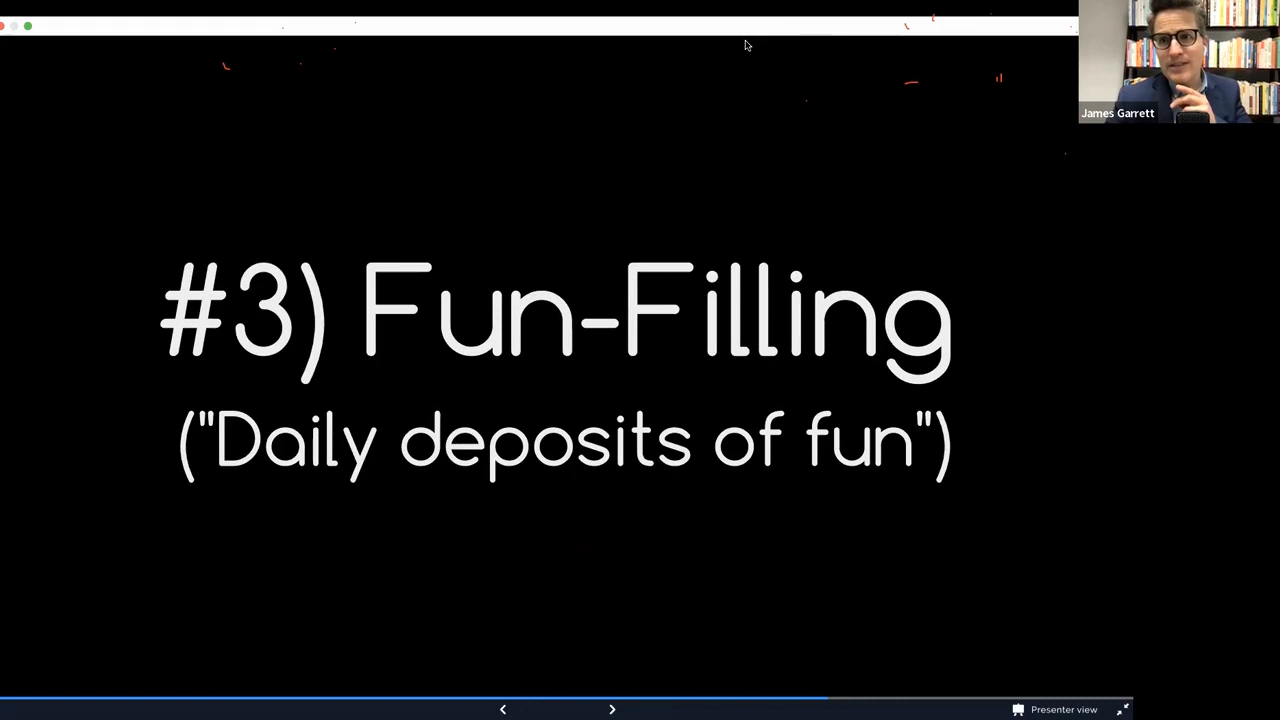 James Garrett
#3) Fun-Filling
("Daily deposits of fun")
Presenter view